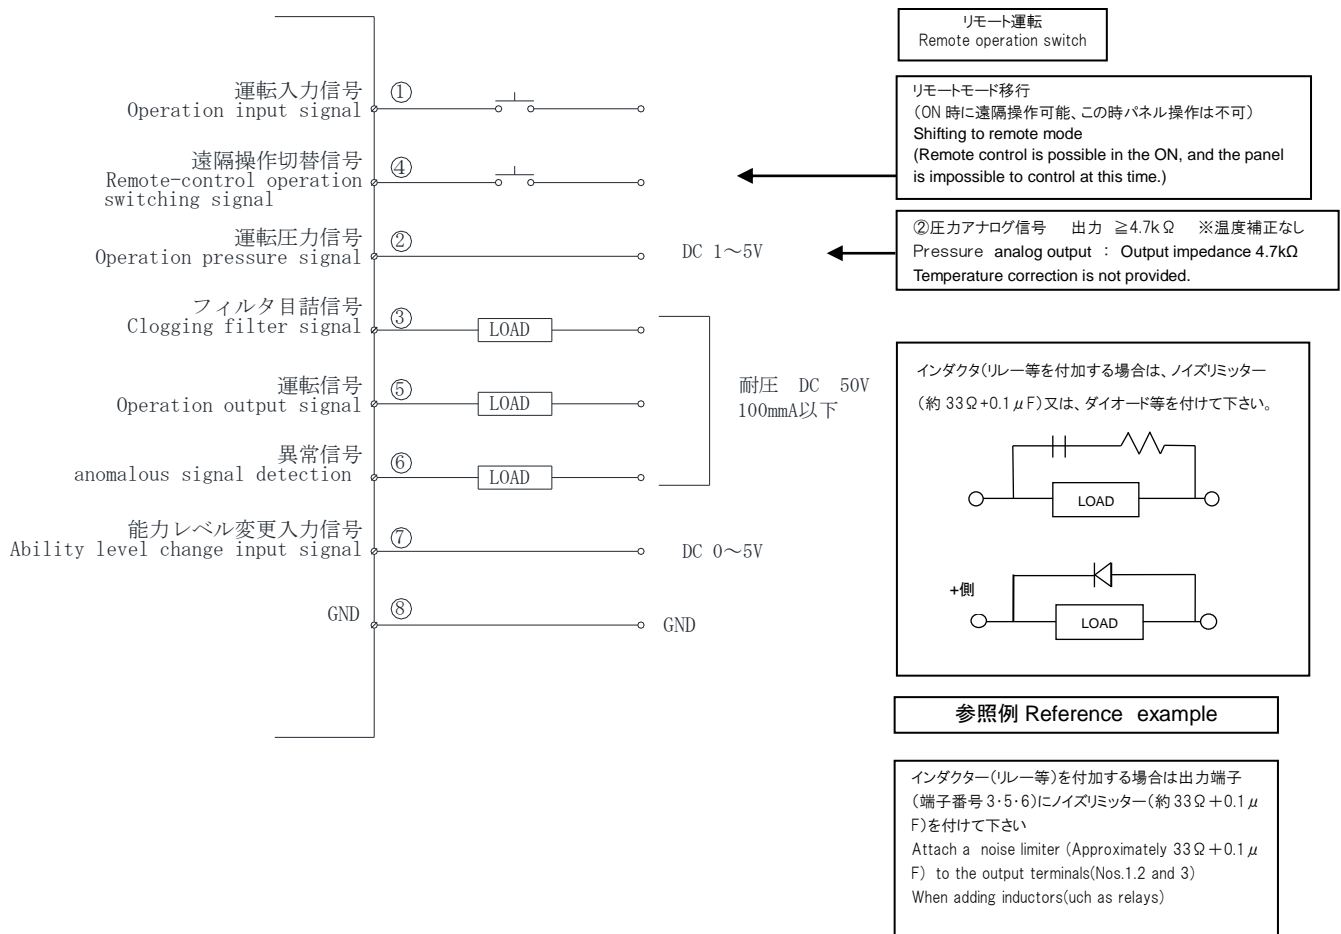 運転入力信号
Operation input signal
①
遠隔操作切替信号
Remote-control operation
switching signal
④
運転圧力信号
Operation pressure signal
②
DC 1～5V
フィルタ目詰信号
Clogging filter signal
③
LOAD
運転信号
Operation output signal
⑤
LOAD
異常信号
anomalous signal detection
⑥
LOAD
耐圧 DC 50V
100mmA以下
能力レベル変更入力信号
Ability level change input signal
⑦
DC 0～5V
GND
⑧
GND
リモート運転
Remote operation switch
リモートモード移行
（ON 時に遠隔操作可能、この時パネル操作は不可）
Shifting to remote mode
(Remote control is possible in the ON, and the panel
is impossible to control at this time.)
②圧力アナログ信号 出力 ≧4.7kΩ ※温度補正なし
Pressure analog output : Output impedance 4.7kΩ
Temperature correction is not provided.
インダクタ（リレー等を付加する場合は、ノイズリミッター
（約 33Ω+0.1μF）又は、ダイオード等を付けて下さい。
LOAD
+側
LOAD
参照例 Reference example
インダクター（リレー等）を付加する場合は出力端子
（端子番号 3・5・6）にノイズリミッター（約 33Ω＋0.1μ
F）を付けて下さい
Attach a noise limiter (Approximately 33Ω＋0.1μ
F) to the output terminals(Nos.1.2 and 3)
When adding inductors(uch as relays)